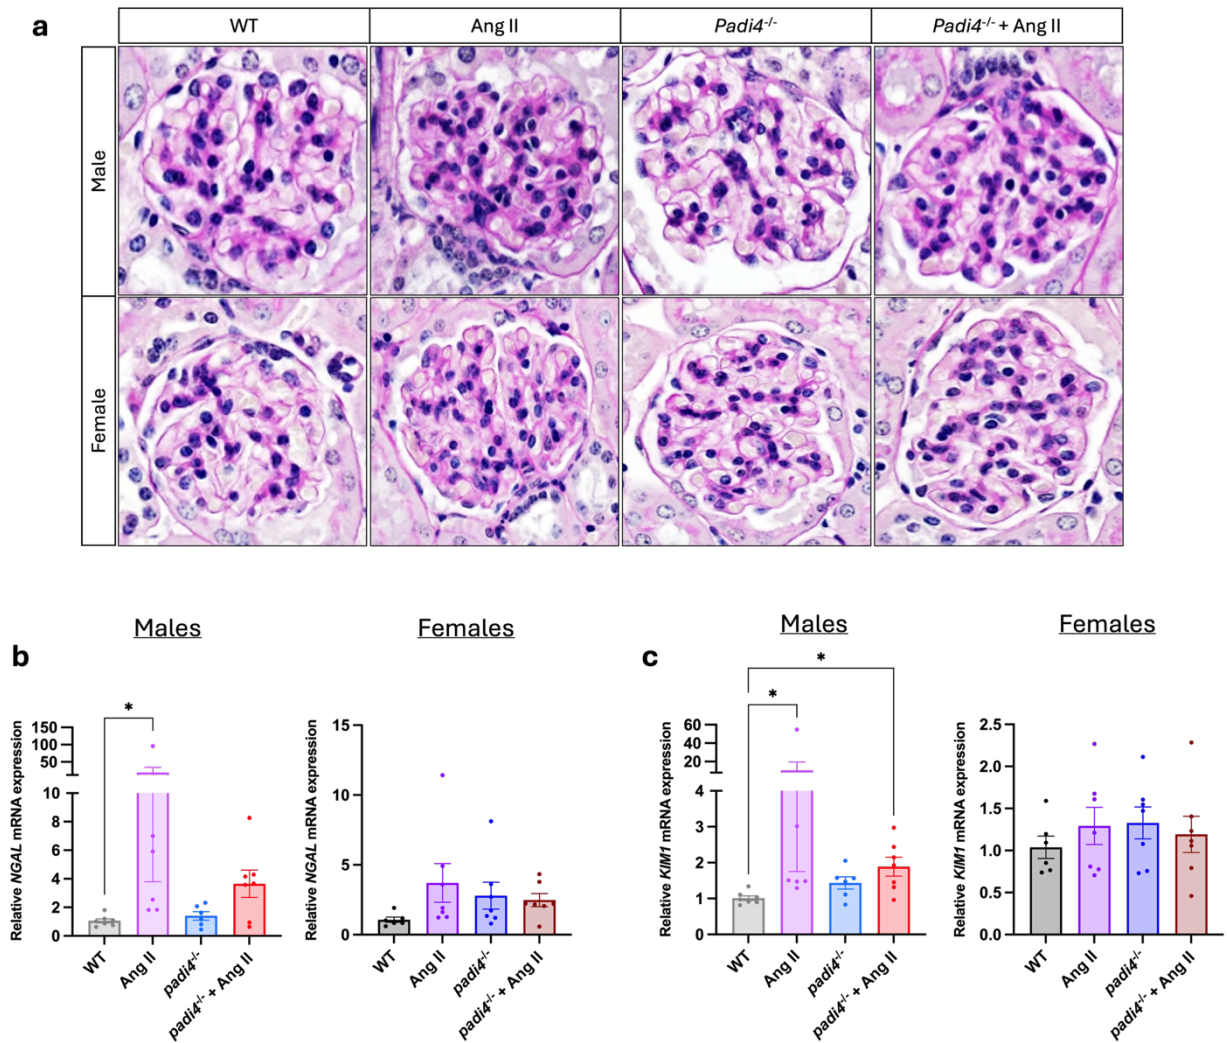 a
WT
Ang II
Padi4-/-
Padi4-/- + Ang II
Male
Female
b
Males
Relative NGAL mRNA expression
150
100
50
10
8
6
4
2
0
*
WT
Ang II
padi4-/-
padi4-/- + Ang II
Females
Relative NGAL mRNA expression
15
10
5
0
WT
Ang II
padi4-/-
padi4-/- + Ang II
c
Males
Relative KIM1 mRNA expression
60
40
20
4
3
2
1
0
*
*
WT
Ang II
padi4-/-
padi4-/- + Ang II
Females
Relative KIM1 mRNA expression
2.5
2.0
1.5
1.0
0.5
0.0
WT
Ang II
padi4-/-
padi4-/- + Ang II